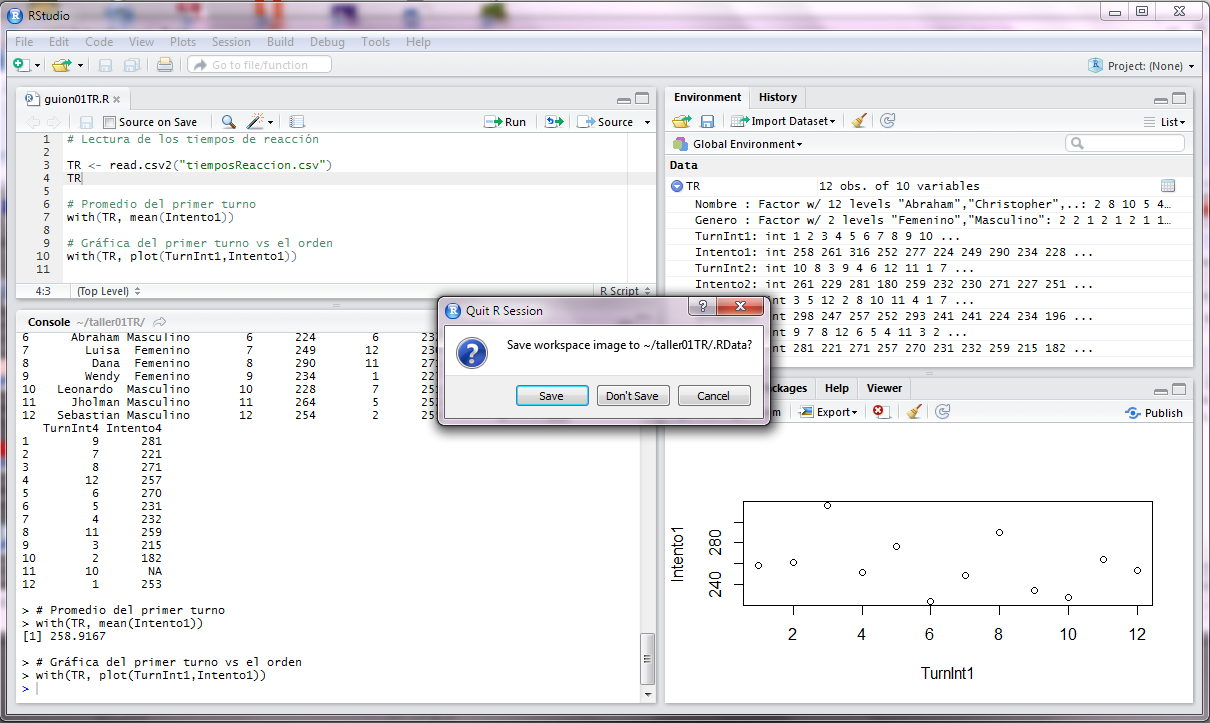 RStudio
File Edit Code View Plots Session Build Debug Tools Help
Go to file/function
Project: (None)
guion01TR.R
Source on Save
Run
Source
1 # Lectura de los tiempos de reacción
2
3 TR <- read.csv2("tiemposReaccion.csv")
4 TR
5
6 # Promedio del primer turno
7 with(TR, mean(Intento1))
8
9 # Gráfica del primer turno vs el orden
10 with(TR, plot(TurnInt1,Intento1))
11
4:3 (Top Level) R Script
Console ~/taller01TR/
6 Abraham Masculino 6 224 6 23
7 Luisa Femenino 7 249 12 23
8 Dana Femenino 8 290 11 27
9 Wendy Femenino 9 234 1 22
10 Leonardo Masculino 10 228 7 25
11 Jholman Masculino 11 264 5 25
12 Sebastian Masculino 12 254 2 25
TurnInt4 Intento4
1 9 281
2 7 221
3 8 271
4 12 257
5 6 270
6 5 231
7 4 232
8 11 259
9 3 215
10 2 182
11 10 NA
12 1 253
> # Promedio del primer turno
> with(TR, mean(Intento1))
[1] 258.9167
> # Gráfica del primer turno vs el orden
> with(TR, plot(TurnInt1,Intento1))
>
Environment History
Import Dataset
List
Global Environment
Data
TR 12 obs. of 10 variables
Nombre : Factor w/ 12 levels "Abraham","Christopher",..: 2 8 10 5 4…
Genero : Factor w/ 2 levels "Femenino","Masculino": 2 2 1 2 1 2 1 1…
TurnInt1: int 1 2 3 4 5 6 7 8 9 10 ...
Intento1: int 258 261 316 252 277 224 249 290 234 228 ...
TurnInt2: int 10 8 3 9 4 6 12 11 1 7 ...
Intento2: int 261 229 281 180 259 232 230 271 227 251 ...
3 5 12 2 8 10 11 4 1 7 ...
298 247 257 252 293 241 241 224 234 196 ...
9 7 8 12 6 5 4 11 3 2 ...
281 221 271 257 270 231 232 259 215 182 ...
Quit R Session
Save workspace image to ~/taller01TR/.RData?
Save
Don't Save
Cancel
ckages Help Viewer
m Export Publish
Intento1
280
240
2 4 6 8 10 12
TurnInt1